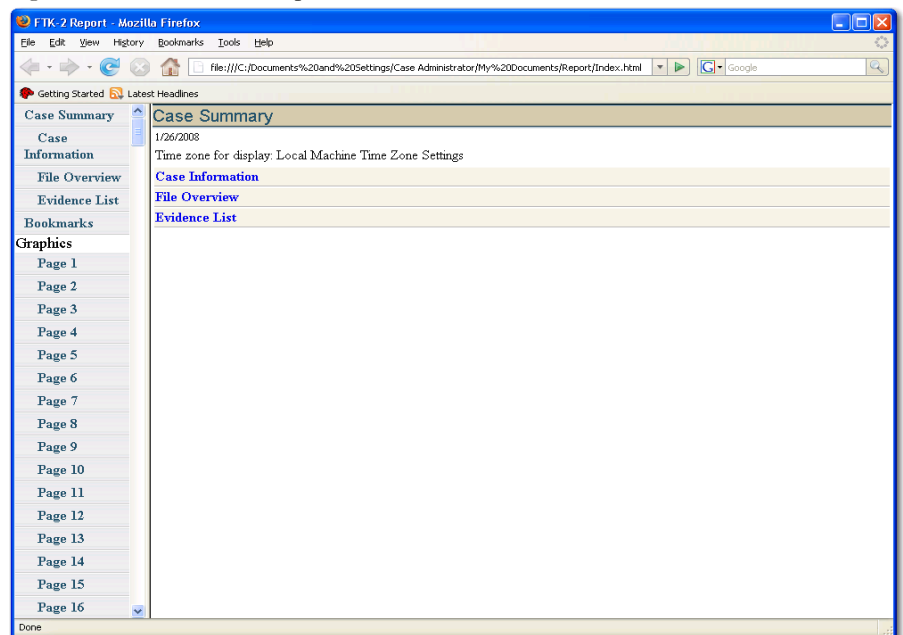 FTK-2 Report - Mozilla Firefox
File Edit View History Bookmarks Tools Help
file:///C:/Documents%20and%20Settings/Case Administrator/My%20Documents/Report/Index.html
G Google
Getting Started Latest Headlines
Case Summary
Case
Information
File Overview
Evidence List
Bookmarks
Graphics
Page 1
Page 2
Page 3
Page 4
Page 5
Page 6
Page 7
Page 8
Page 9
Page 10
Page 11
Page 12
Page 13
Page 14
Page 15
Page 16
Case Summary
1/26/2008
Time zone for display: Local Machine Time Zone Settings
Case Information
File Overview
Evidence List
Done